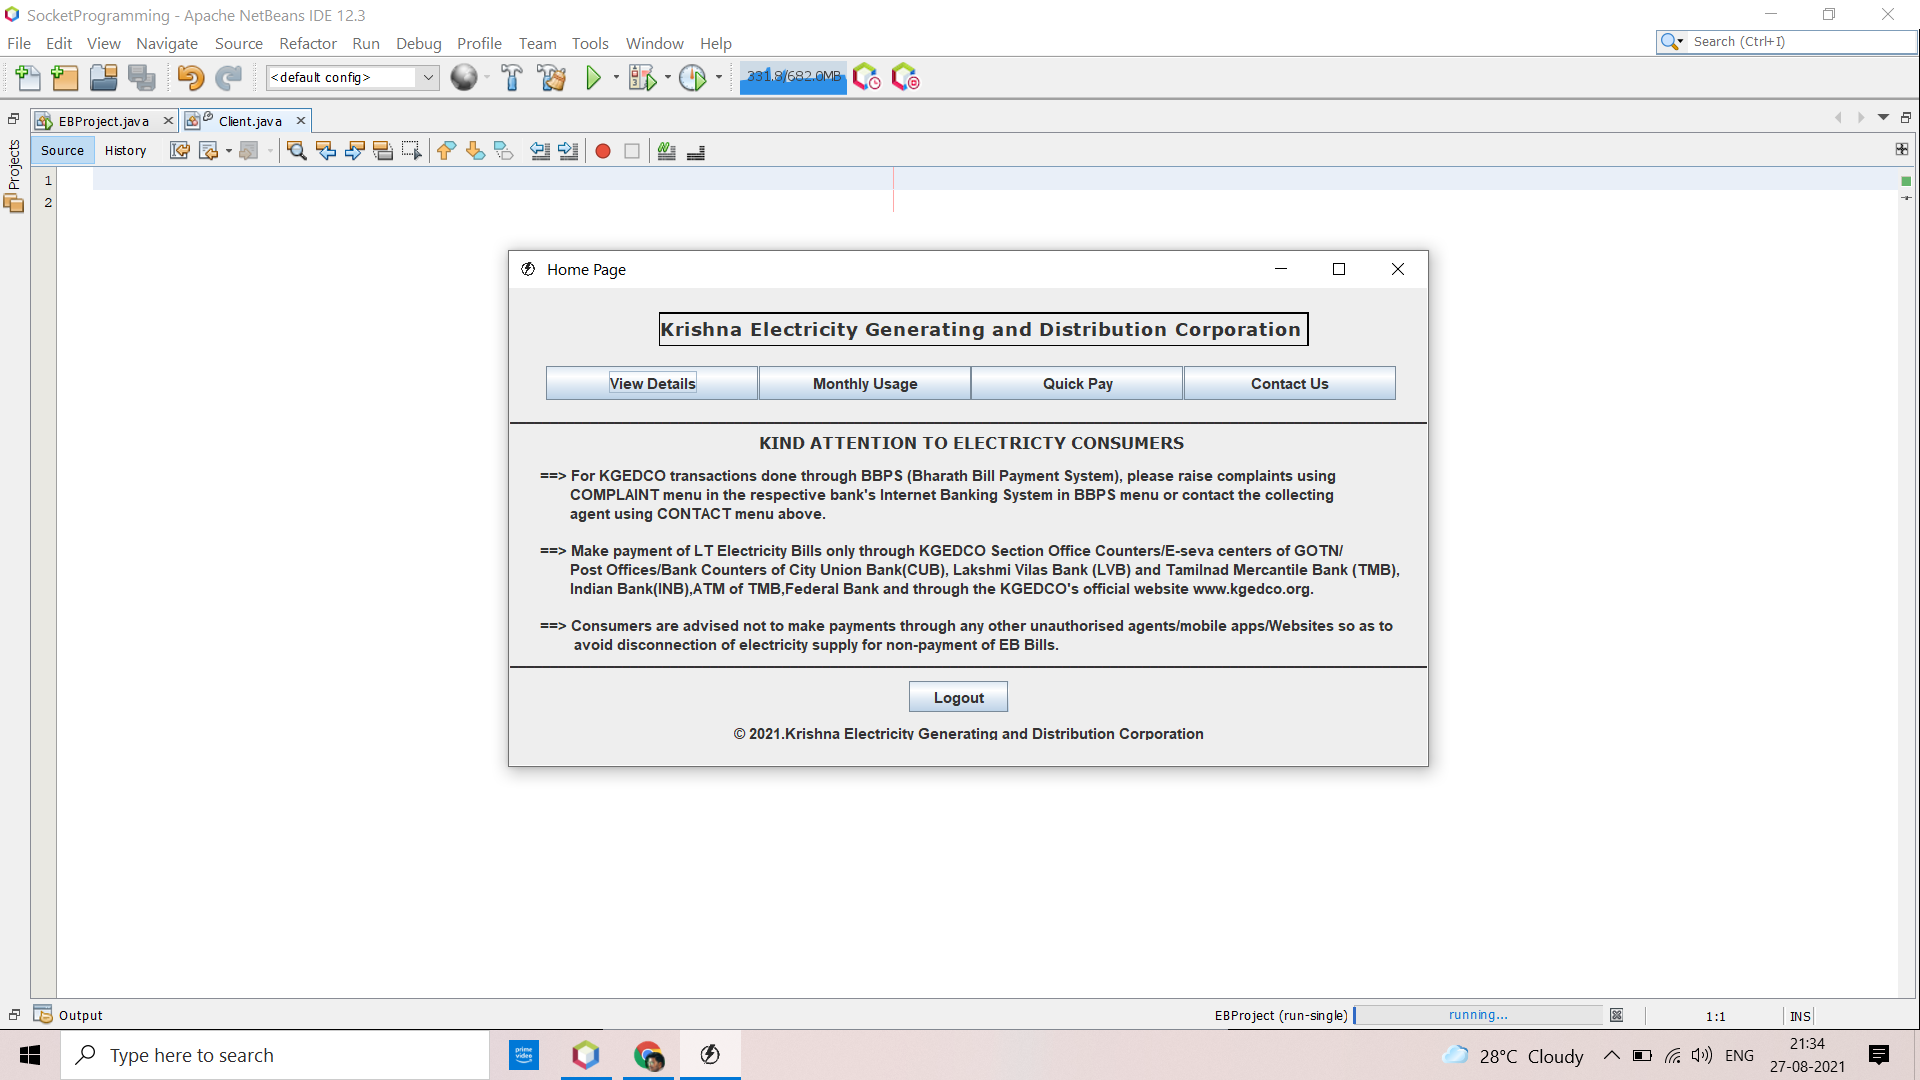 SocketProgramming - Apache NetBeans IDE 12.3
File Edit View Navigate Source Refactor Run Debug Profile Team Tools Window Help
Search (Ctrl+I)
<default config>
331.8/682.0MB
EBProject.java
Client.java
Projects
Source
History
1
2
Home Page
Krishna Electricity Generating and Distribution Corporation
View Details
Monthly Usage
Quick Pay
Contact Us
KIND ATTENTION TO ELECTRICTY CONSUMERS
==> For KGEDCO transactions done through BBPS (Bharath Bill Payment System), please raise complaints using
COMPLAINT menu in the respective bank's Internet Banking System in BBPS menu or contact the collecting
agent using CONTACT menu above.
==> Make payment of LT Electricity Bills only through KGEDCO Section Office Counters/E-seva centers of GOTN/
Post Offices/Bank Counters of City Union Bank(CUB), Lakshmi Vilas Bank (LVB) and Tamilnad Mercantile Bank (TMB),
Indian Bank(INB),ATM of TMB,Federal Bank and through the KGEDCO's official website www.kgedco.org.
==> Consumers are advised not to make payments through any other unauthorised agents/mobile apps/Websites so as to
avoid disconnection of electricity supply for non-payment of EB Bills.
Logout
© 2021.Krishna Electricity Generating and Distribution Corporation
Output
EBProject (run-single)
running...
1:1
INS
Type here to search
prime video
28°C Cloudy
ENG
21:34
27-08-2021